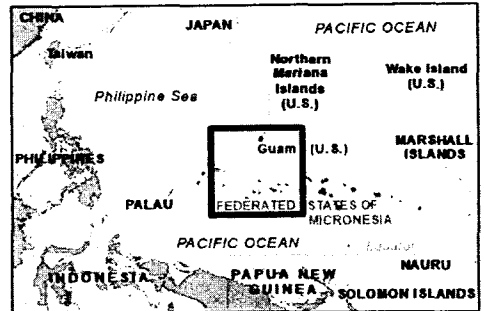 CHINA
JAPAN
PACIFIC OCEAN
Taiwan
Northern
Mariana
Islands
(U.S.)
Wake Island
(U.S.)
Philippine Sea
Guam (U.S.)
MARSHALL
ISLANDS
PHILIPPINES
PALAU
FEDERATED STATES OF
MICRONESIA
PACIFIC OCEAN
Equator
NAURU
INDONESIA
PAPUA NEW
GUINEA
SOLOMON ISLANDS